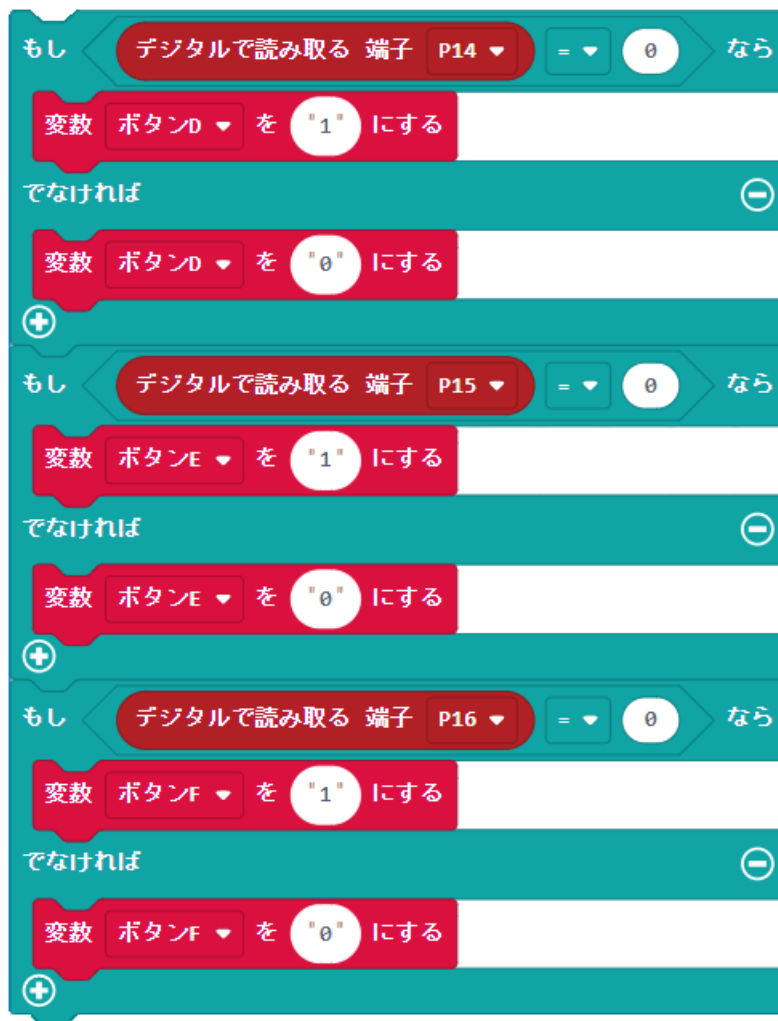 もし デジタルで読み取る 端子 P14 = 0 なら
変数 ボタンD を "1" にする
でなければ
変数 ボタンD を "0" にする
もし デジタルで読み取る 端子 P15 = 0 なら
変数 ボタンE を "1" にする
でなければ
変数 ボタンE を "0" にする
もし デジタルで読み取る 端子 P16 = 0 なら
変数 ボタンF を "1" にする
でなければ
変数 ボタンF を "0" にする